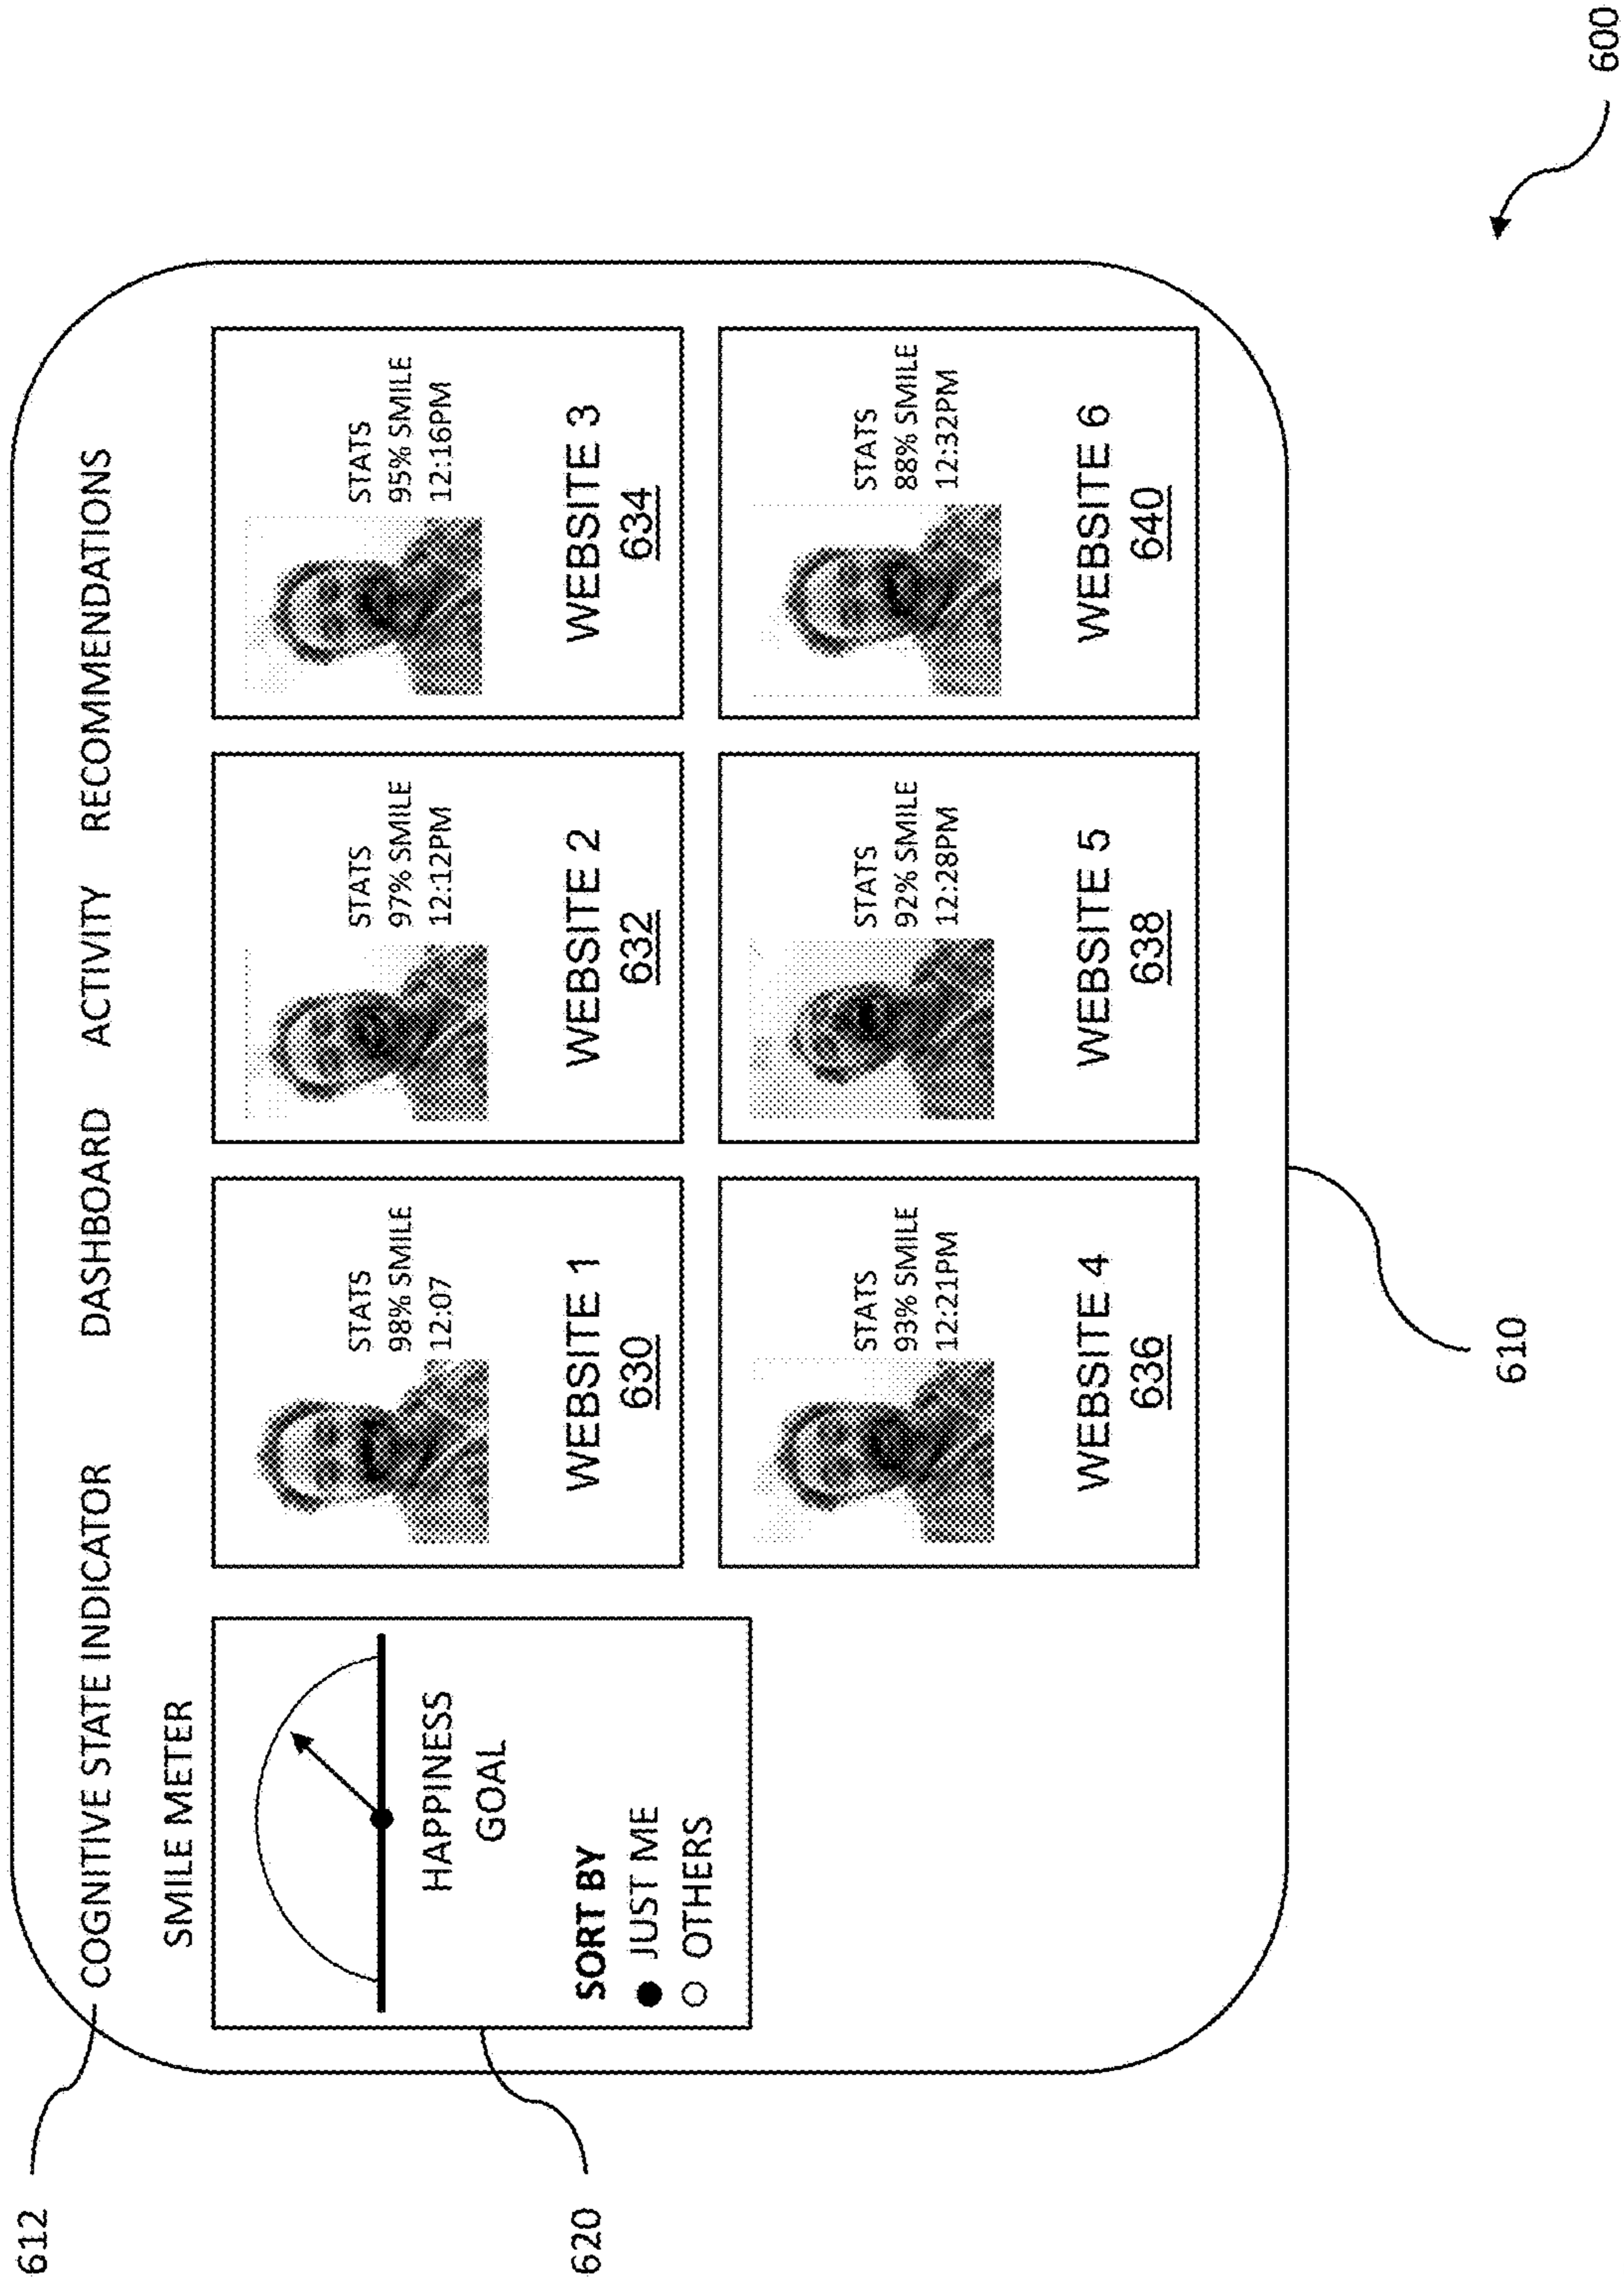 612
COGNITIVE STATE INDICATOR DASHBOARD ACTIVITY RECOMMENDATIONS
SMILE METER
HAPPINESS
GOAL
SORT BY
● JUST ME
○ OTHERS
620
STATS
98% SMILE
12:07
WEBSITE 1
630
STATS
97% SMILE
12:12PM
WEBSITE 2
632
STATS
95% SMILE
12:16PM
WEBSITE 3
634
STATS
93% SMILE
12:21PM
WEBSITE 4
636
STATS
92% SMILE
12:28PM
WEBSITE 5
638
STATS
88% SMILE
12:32PM
WEBSITE 6
640
610
600